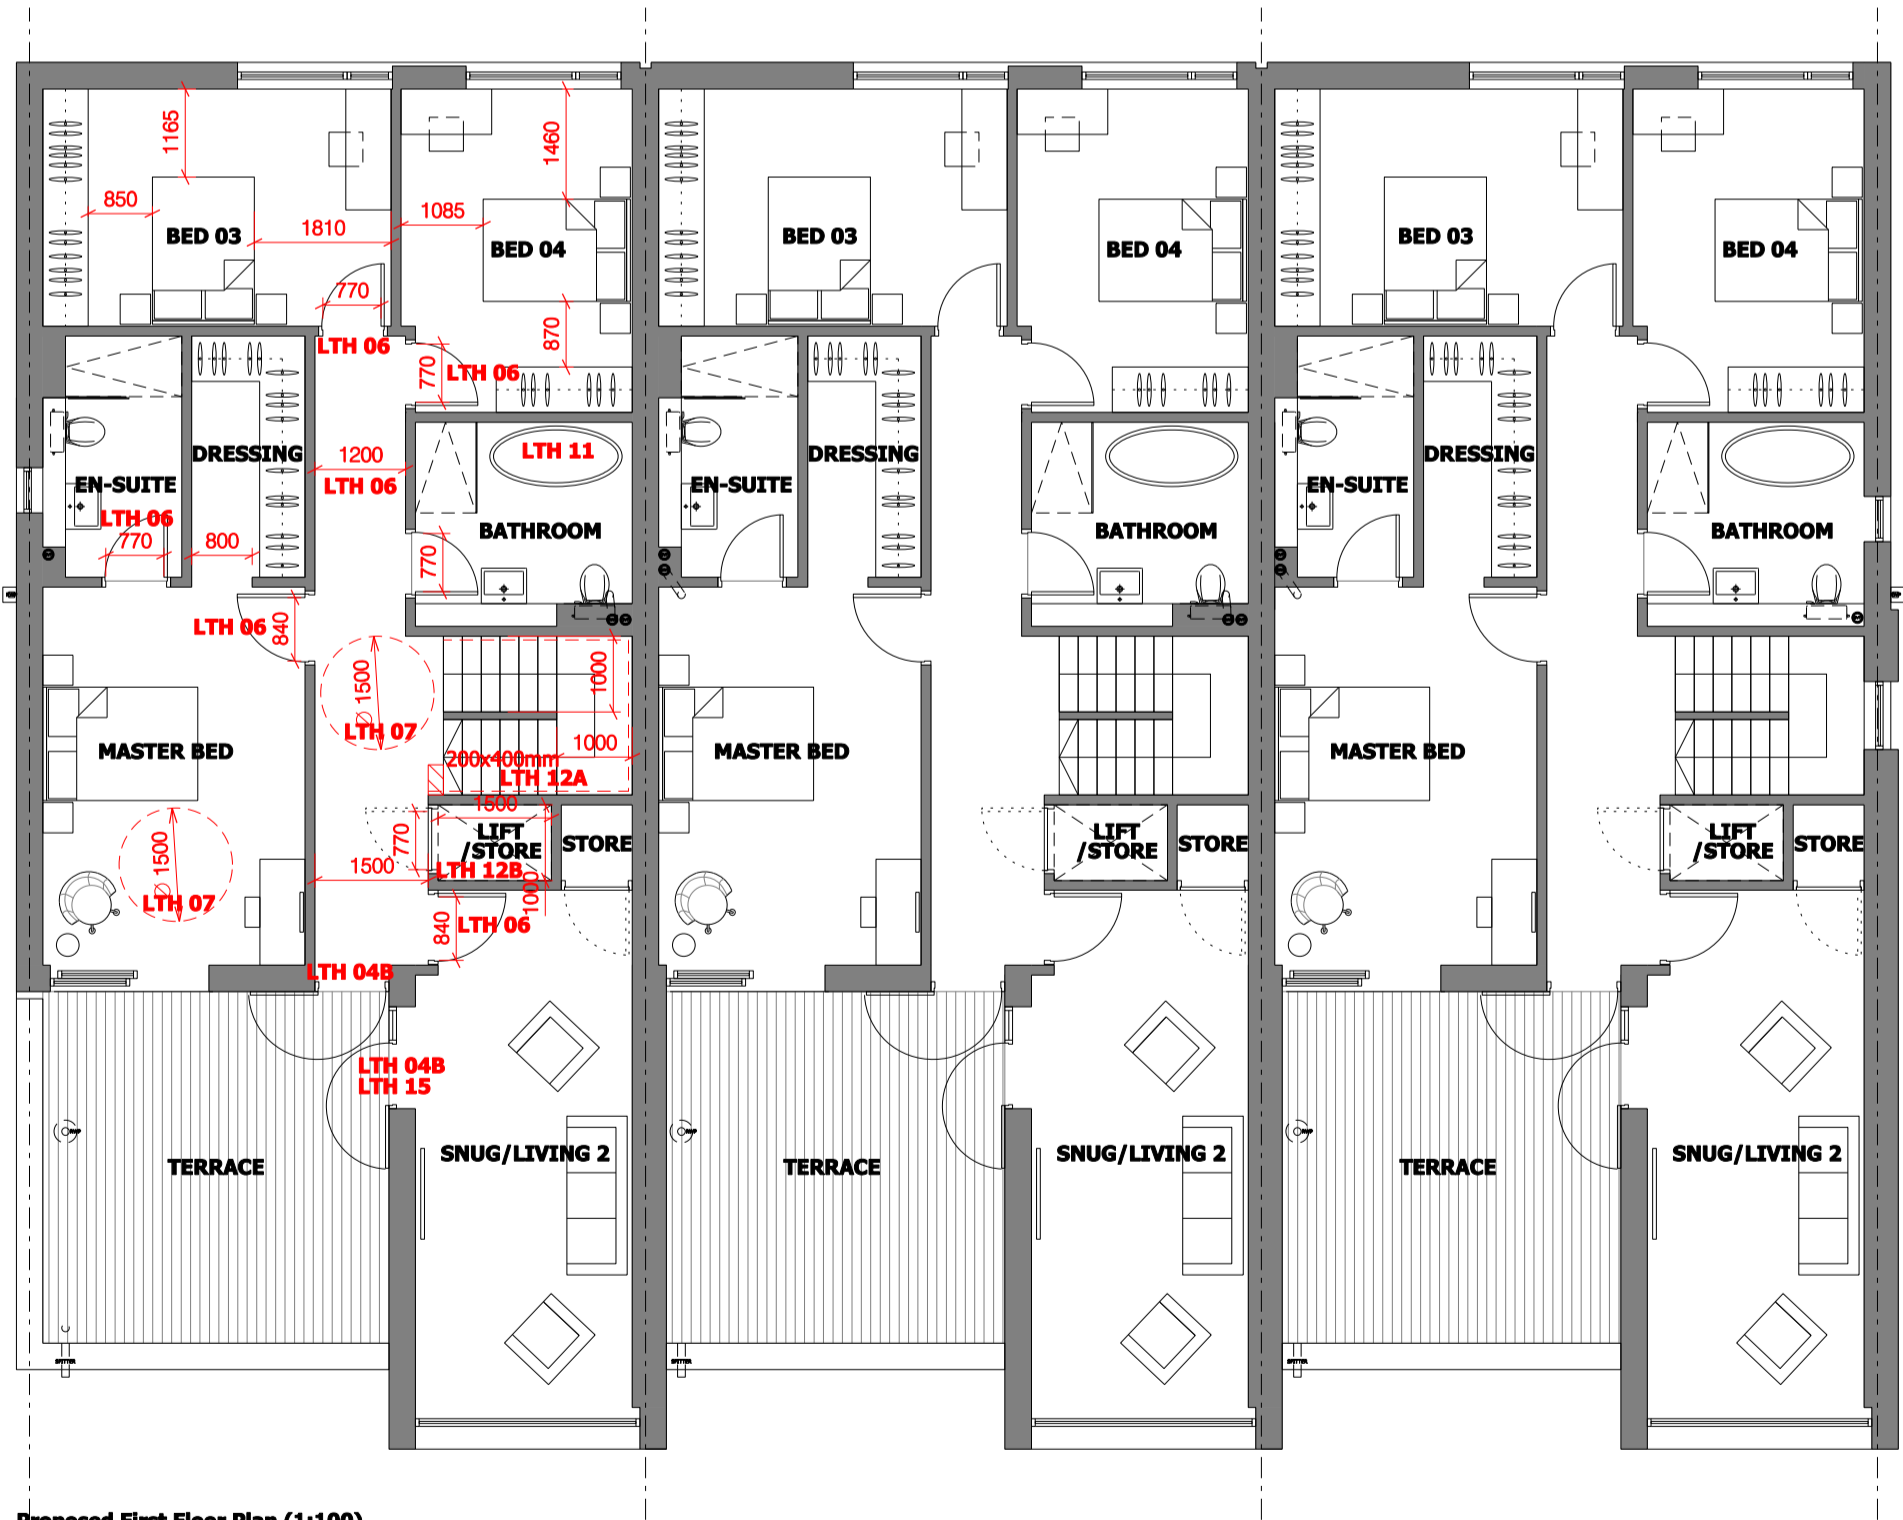 1165
1460
850
1085
BED 03
1810
BED 04
BED 03
BED 04
BED 03
BED 04
770
870
LTH 06
770
LTH 06
DRESSING
1200
LTH 11
DRESSING
DRESSING
EN-SUITE
LTH 06
EN-SUITE
EN-SUITE
LTH 06
BATHROOM
BATHROOM
BATHROOM
770
800
770
LTH 06
840
Ø 1500
1000
LTH 07
MASTER BED
1000
MASTER BED
MASTER BED
200x400mm
LTH 12A
1500
770
LIFT
/STORE
STORE
LIFT
/STORE
STORE
LIFT
/STORE
STORE
Ø 1500
1500
LTH 12B
1000
LTH 07
840
LTH 06
LTH 04B
LTH 04B
LTH 15
RWP
TERRACE
SNUG/LIVING 2
TERRACE
SNUG/LIVING 2
TERRACE
SNUG/LIVING 2
SPITTER
SPITTER
SPITTER
Proposed First Floor Plan (1:100)